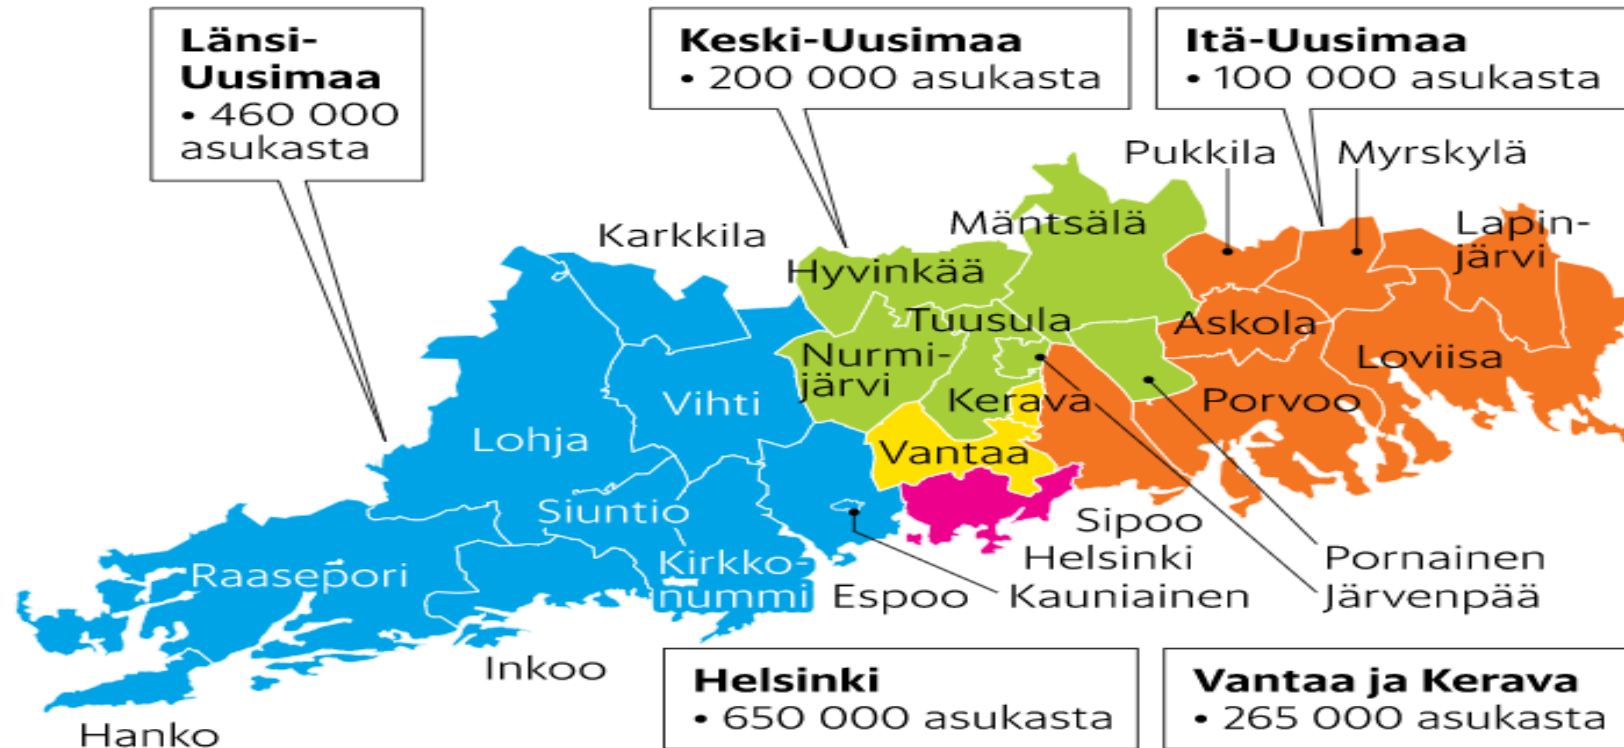 Länsi-
Uusimaa
• 460 000
asukasta
Keski-Uusimaa
• 200 000 asukasta
Itä-Uusimaa
• 100 000 asukasta
Pukkila
Myrskylä
Karkkila
Mäntsälä
Lapin-
järvi
Hyvinkää
Tuusula
Askola
Nurmi-
järvi
Loviisa
Vihti
Kerava
Porvoo
Lohja
Vantaa
Siuntio
Sipoo
Helsinki
Pornainen
Kirkko-
nummi
Raasepori
Espoo
Kauniainen
Järvenpää
Inkoo
Hanko
Helsinki
• 650 000 asukasta
Vantaa ja Kerava
• 265 000 asukasta